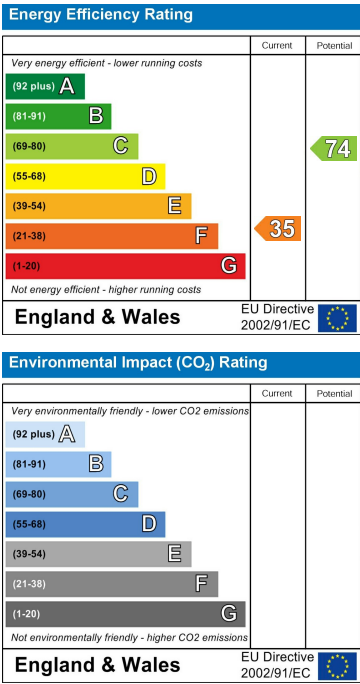 Energy Efficiency Rating
Current Potential
Very energy efficient - lower running costs
(92 plus) A
(81-91) B
(69-80) C
74
(55-68) D
(39-54) E
35
(21-38) F
(1-20) G
Not energy efficient - higher running costs
England & Wales
EU Directive
2002/91/EC
Environmental Impact (CO₂) Rating
Current Potential
Very environmentally friendly - lower CO2 emissions
(92 plus) A
(81-91) B
(69-80) C
(55-68) D
(39-54) E
(21-38) F
(1-20) G
Not environmentally friendly - higher CO2 emissions
England & Wales
EU Directive
2002/91/EC